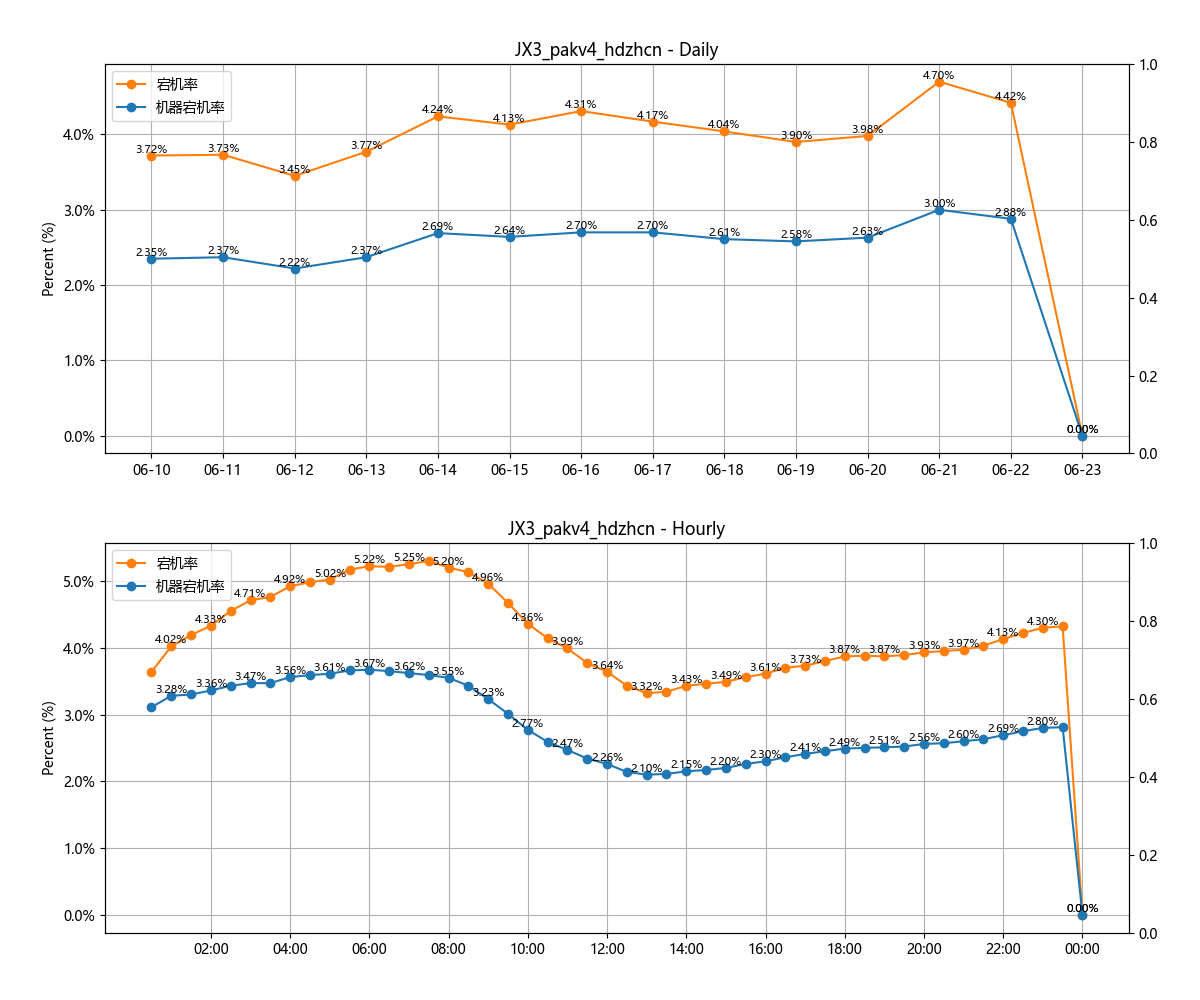 JX3_pakv4_hdzhcn - Daily
宕机率
机器宕机率
Percent (%)
4.0%
3.0%
2.0%
1.0%
0.0%
1.0
0.8
0.6
0.4
0.2
0.0
3.72% 3.73% 3.45% 3.77% 4.24% 4.13% 4.31% 4.17% 4.04% 3.90% 3.98% 4.70% 4.42% 0.00%
2.35% 2.37% 2.22% 2.37% 2.69% 2.64% 2.70% 2.70% 2.61% 2.58% 2.63% 3.00% 2.88% 0.00%
06-10 06-11 06-12 06-13 06-14 06-15 06-16 06-17 06-18 06-19 06-20 06-21 06-22 06-23
JX3_pakv4_hdzhcn - Hourly
宕机率
机器宕机率
Percent (%)
5.0%
4.0%
3.0%
2.0%
1.0%
0.0%
1.0
0.8
0.6
0.4
0.2
0.0
4.02% 4.33% 4.71% 4.92% 5.02% 5.22% 5.25% 5.20% 4.96% 4.36% 3.99% 3.64% 3.32% 3.43% 3.49% 3.61% 3.73% 3.87% 3.87% 3.93% 3.97% 4.13% 4.30% 0.00%
3.28% 3.36% 3.47% 3.56% 3.61% 3.67% 3.62% 3.55% 3.23% 2.77% 2.47% 2.26% 2.10% 2.15% 2.20% 2.30% 2.41% 2.49% 2.51% 2.56% 2.60% 2.69% 2.80% 0.00%
02:00 04:00 06:00 08:00 10:00 12:00 14:00 16:00 18:00 20:00 22:00 00:00